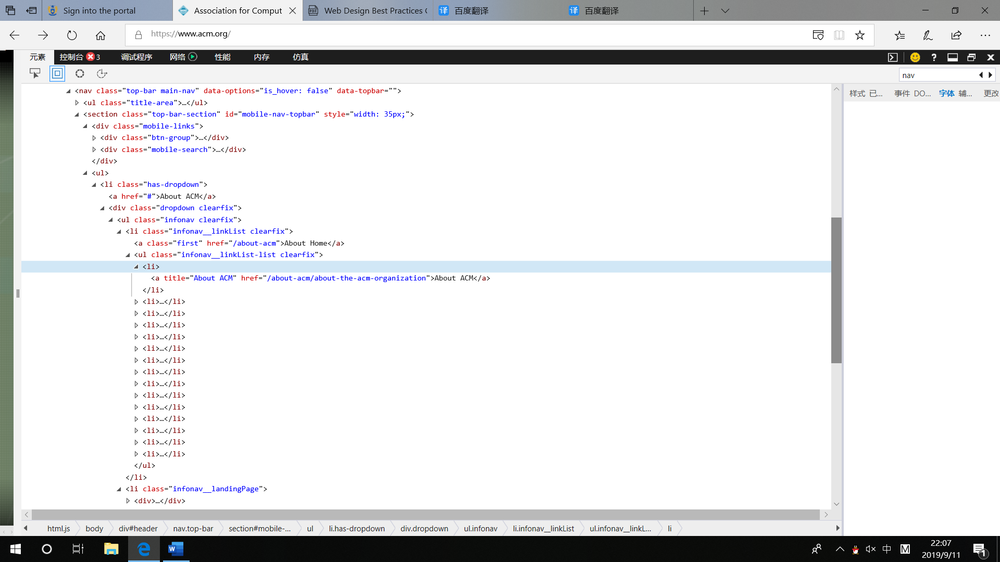 Sign into the portal
Association for Comput
Web Design Best Practices
百度翻译
百度翻译
https://www.acm.org/
元素 控制台 3 调试程序 网络 性能 内存 仿真
nav
样式 已... 事件 DO... 字体 辅... 更改
<nav class="top-bar main-nav" data-options="is_hover: false" data-topbar="">
<ul class="title-area">…</ul>
<section class="top-bar-section" id="mobile-nav-topbar" style="width: 35px;">
<div class="mobile-links">
<div class="btn-group">…</div>
<div class="mobile-search">…</div>
</div>
<ul>
<li class="has-dropdown">
<a href="#">About ACM</a>
<div class="dropdown clearfix">
<ul class="infonav clearfix">
<li class="infonav__linkList clearfix">
<a class="first" href="/about-acm">About Home</a>
<ul class="infonav__linkList-list clearfix">
<li>
<a title="About ACM" href="/about-acm/about-the-acm-organization">About ACM</a>
</li>
<li>…</li>
<li>…</li>
<li>…</li>
<li>…</li>
<li>…</li>
<li>…</li>
<li>…</li>
<li>…</li>
<li>…</li>
<li>…</li>
<li>…</li>
<li>…</li>
<li>…</li>
<li>…</li>
</ul>
</li>
<li class="infonav__landingPage">
<div>…</div>
html.js body div#header nav.top-bar section#mobile-... ul li.has-dropdown div.dropdown ul.infonav li.infonav__linkList ul.infonav__linkL... li
中 M
22:07
2019/9/11
1